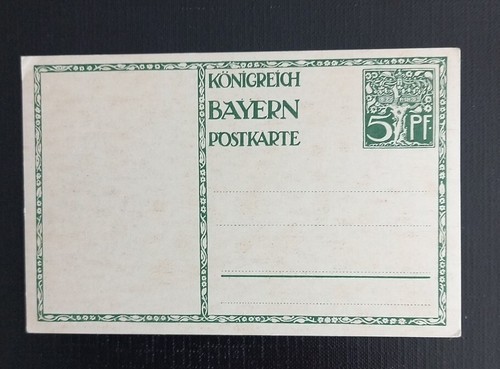 KÖNIGREICH
BAYERN
POSTKARTE
5 PF.